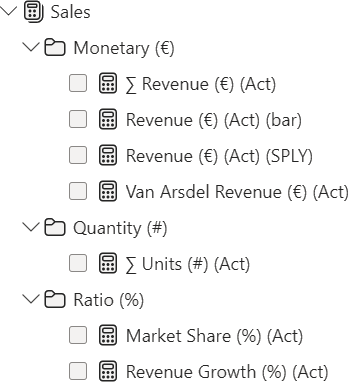 Sales
Monetary (€)
∑ Revenue (€) (Act)
Revenue (€) (Act) (bar)
Revenue (€) (Act) (SPLY)
Van Arsdel Revenue (€) (Act)
Quantity (#)
∑ Units (#) (Act)
Ratio (%)
Market Share (%) (Act)
Revenue Growth (%) (Act)